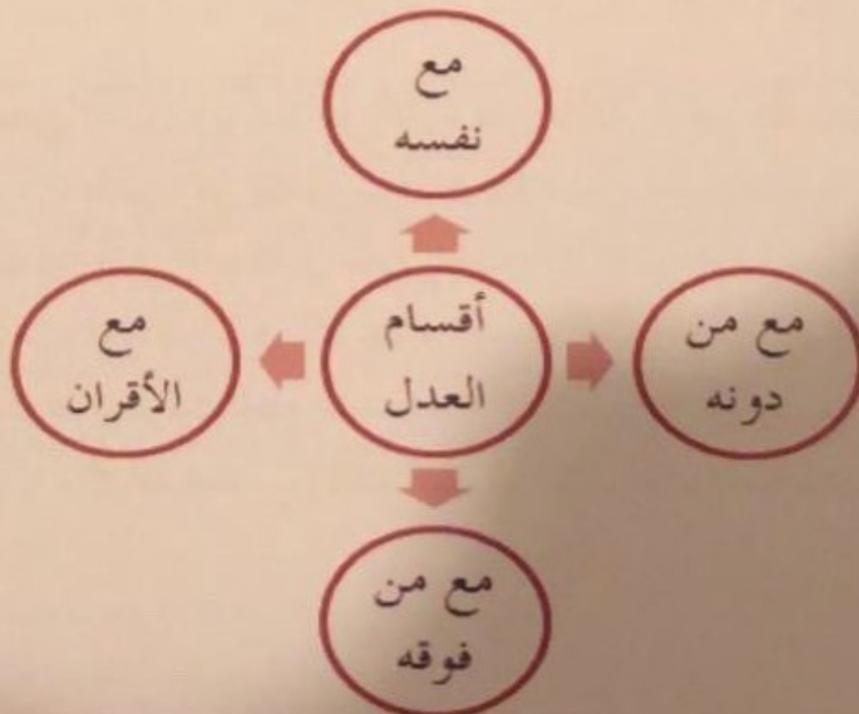 مع
نفسه
أقسام
العدل
مع من
دونه
مع
الأقران
مع من
فوقه